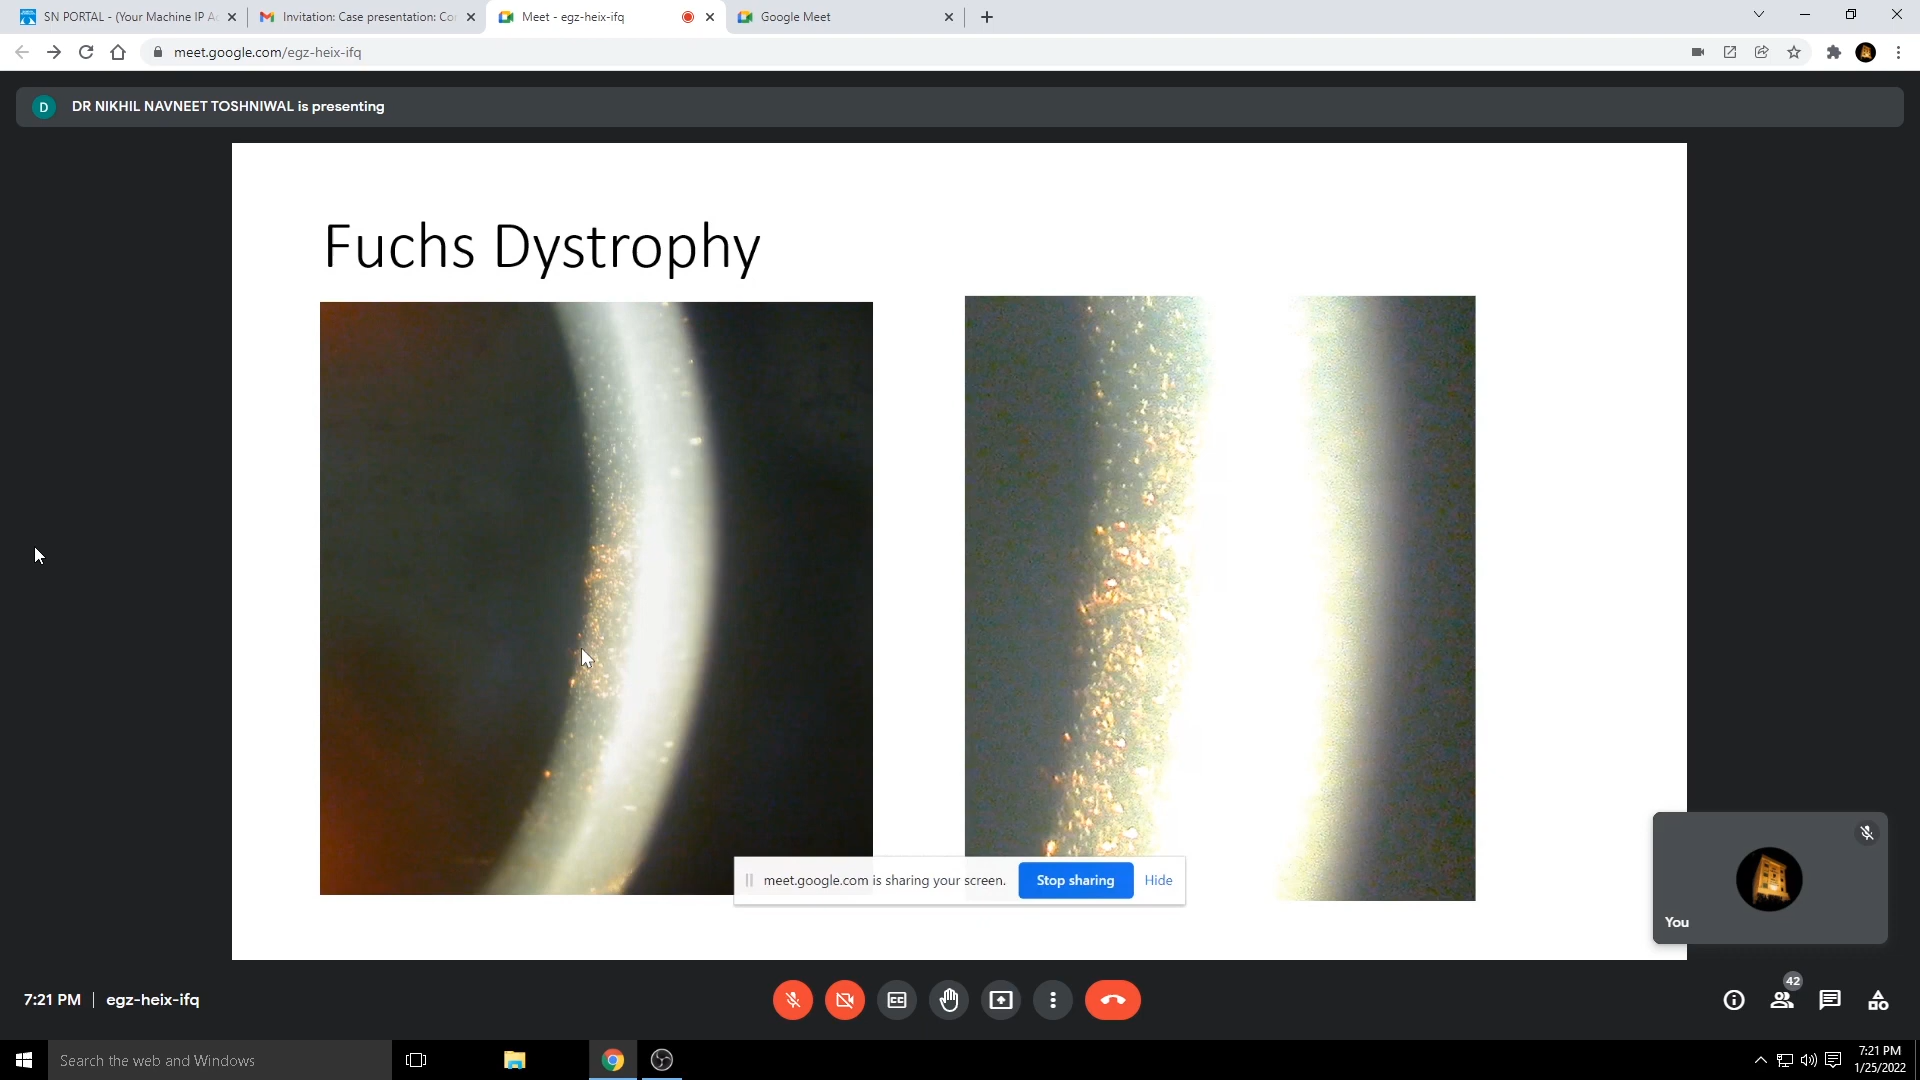 SN PORTAL - (Your Machine IP A
Invitation: Case presentation: Co
Meet - egz-heix-ifq
Google Meet
meet.google.com/egz-heix-ifq
D
DR NIKHIL NAVNEET TOSHNIWAL is presenting
Fuchs Dystrophy
meet.google.com is sharing your screen.
Stop sharing
Hide
You
7:21 PM | egz-heix-ifq
CC
42
Search the web and Windows
7:21 PM
1/25/2022